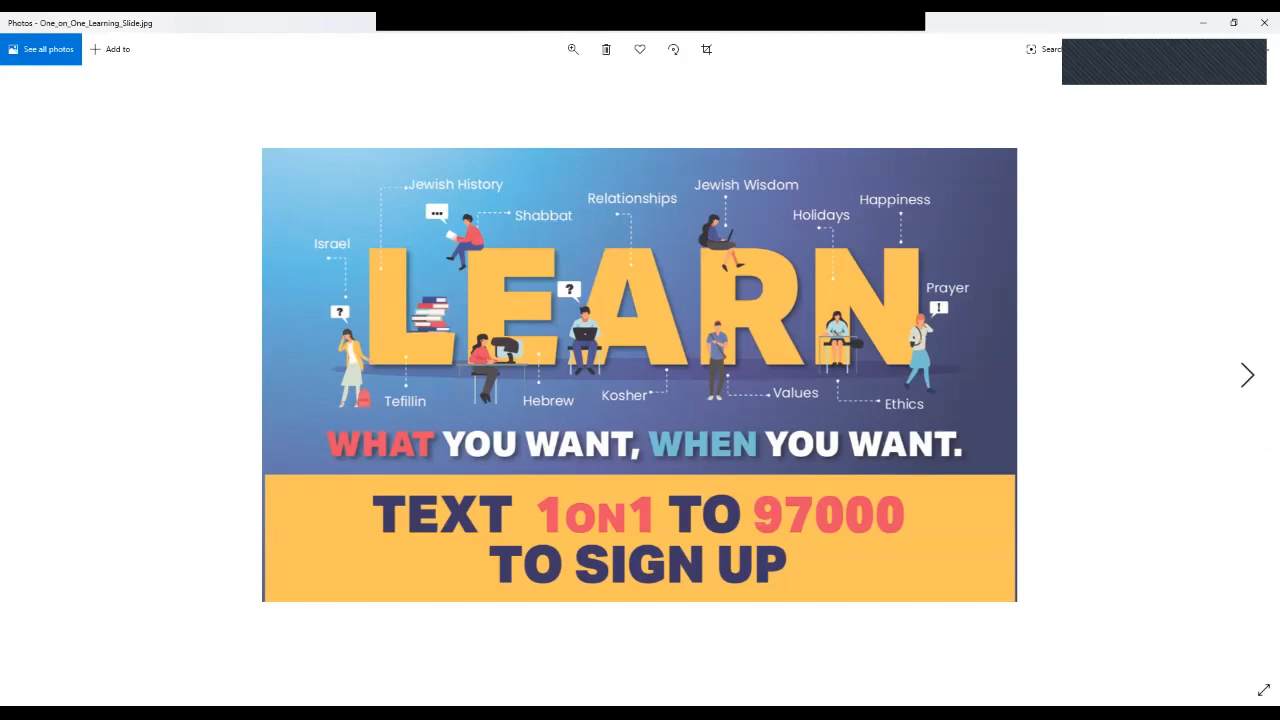 Photos - One_on_One_Learning_Slide.jpg
See all photos
Add to
Jewish History
Jewish Wisdom
Relationships
Happiness
Shabbat
Holidays
Israel
...
?
?
Prayer
!
LEARN
Tefillin
Hebrew
Kosher
Values
Ethics
WHAT YOU WANT, WHEN YOU WANT.
TEXT 1ON1 TO 97000
TO SIGN UP